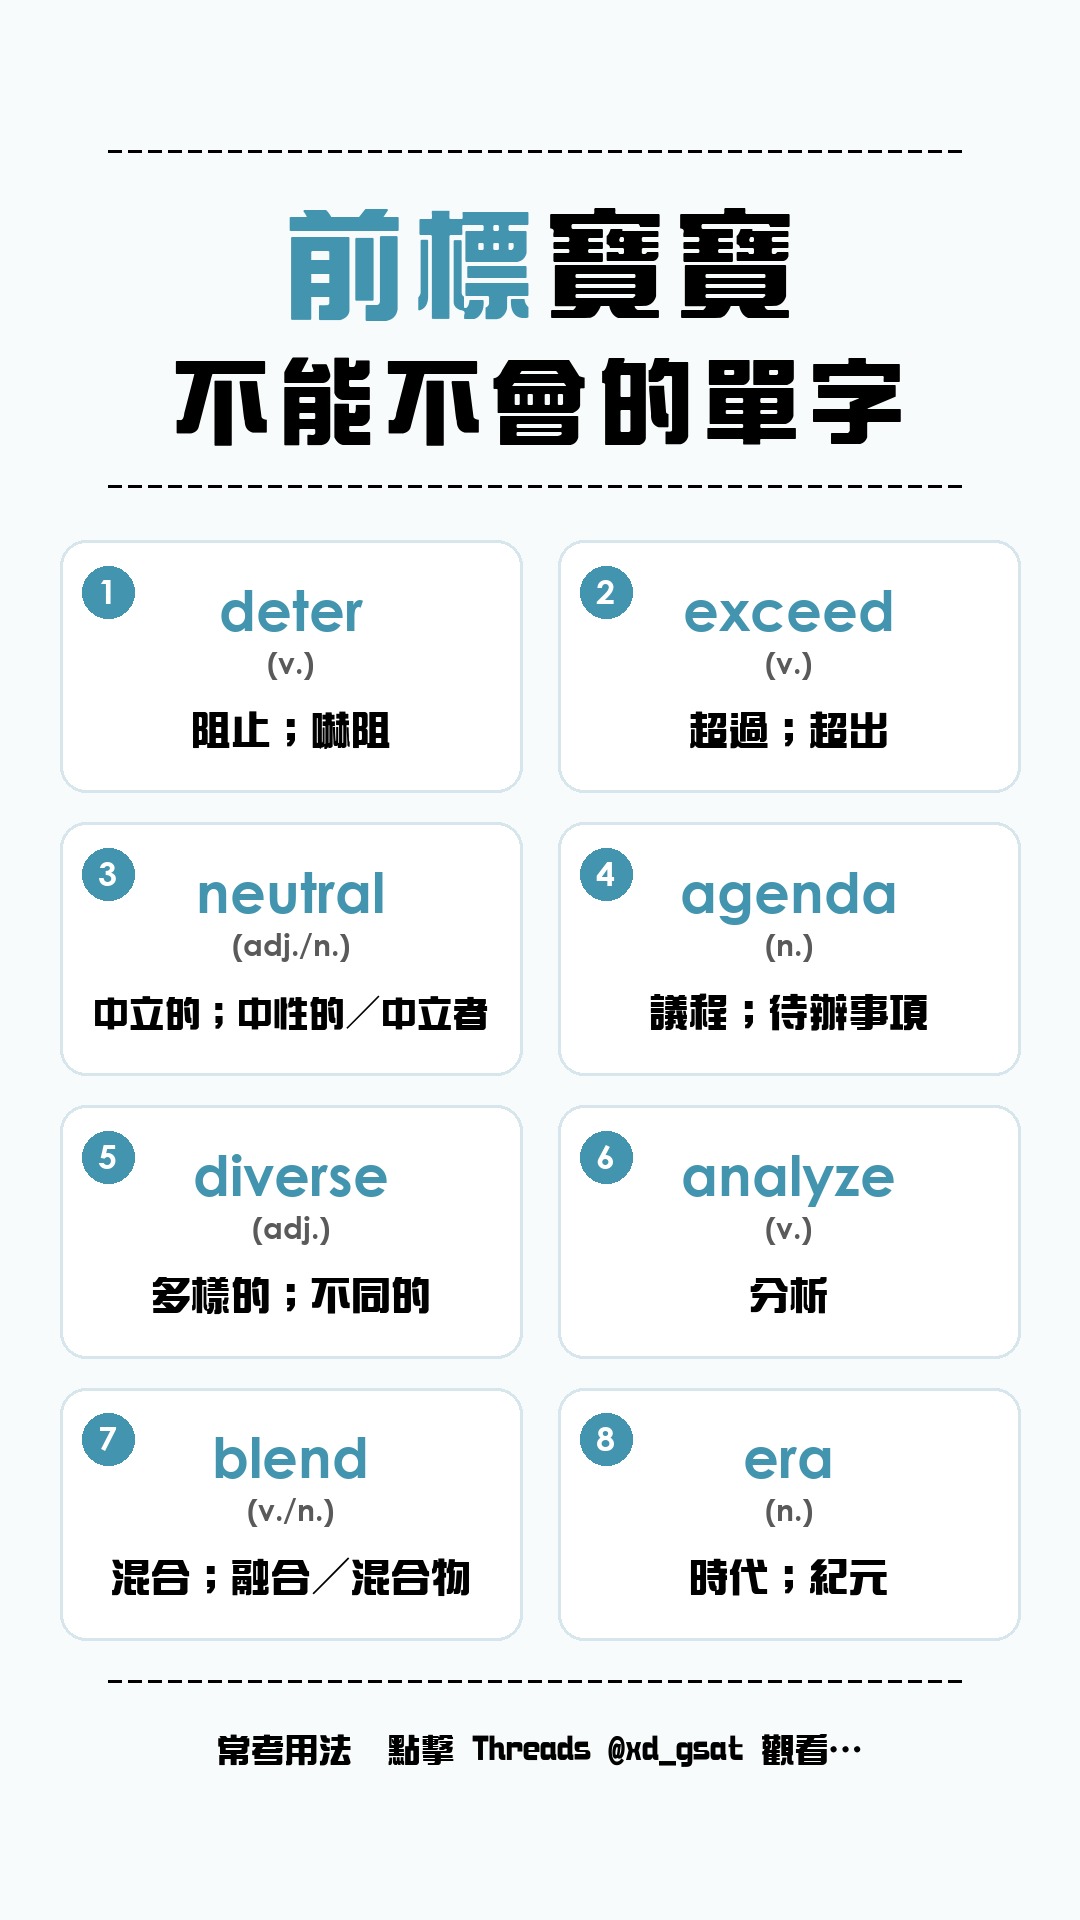 前標寶寶
不能不會的單字
1
deter
(v.)
阻止；嚇阻
2
exceed
(v.)
超過；超出
3
neutral
(adj./n.)
中立的；中性的／中立者
4
agenda
(n.)
議程；待辦事項
5
diverse
(adj.)
多樣的；不同的
6
analyze
(v.)
分析
7
blend
(v./n.)
混合；融合／混合物
8
era
(n.)
時代；紀元
常考用法　點擊 Threads @xd_gsat 觀看…